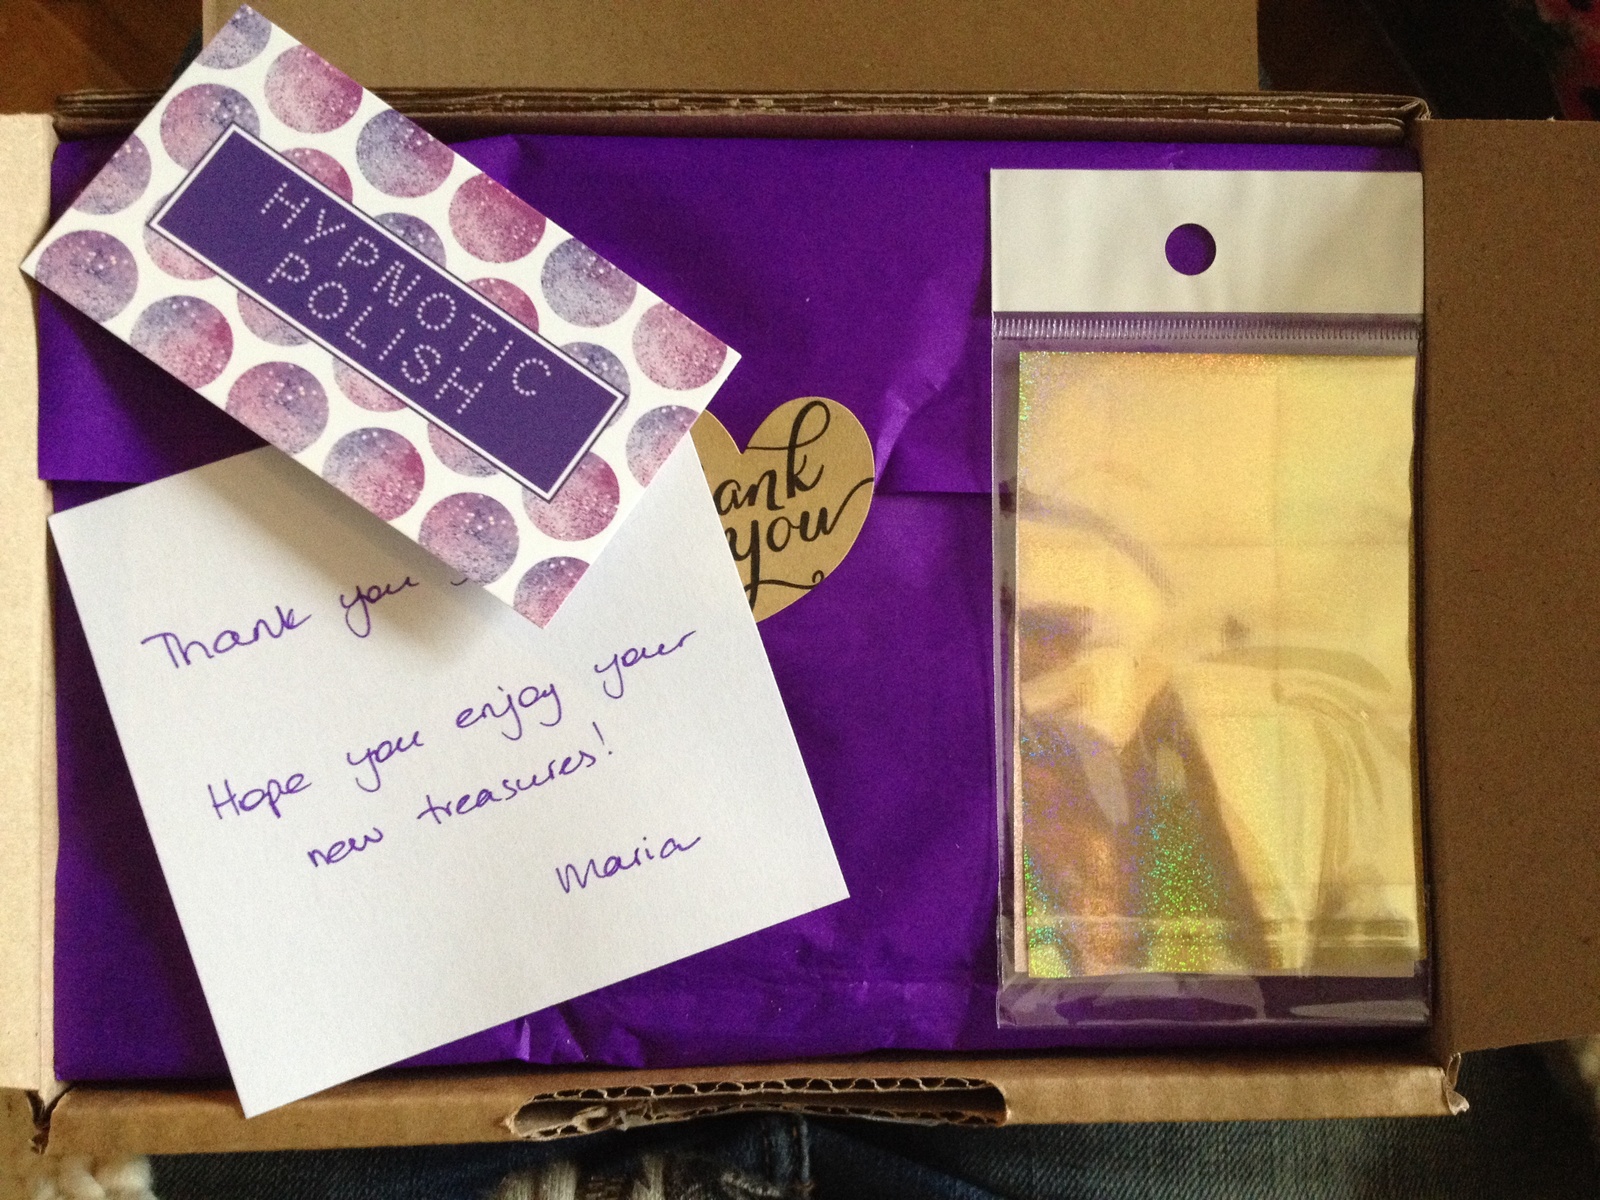 HYPNOTIC
POLISH
ank
you
Thank you
Hope you enjoy your
new treasures!
Maria